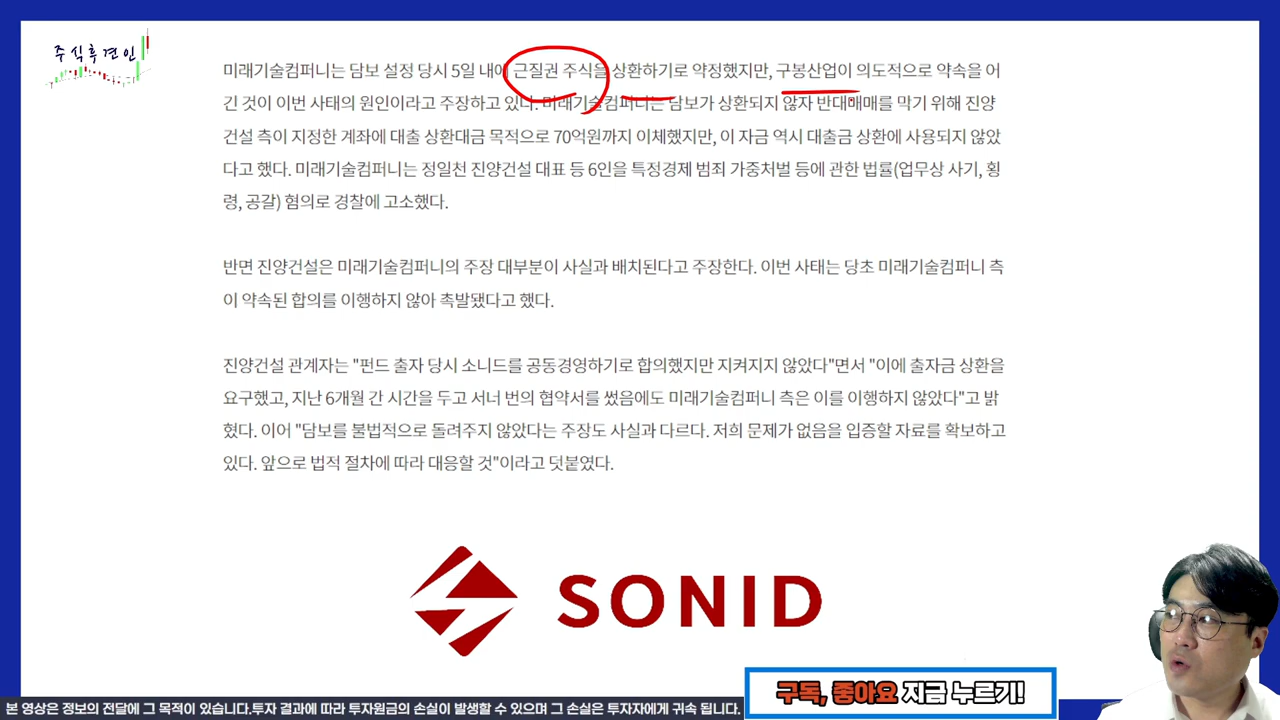 주식후견인
미래기술컴퍼니는 담보 설정 당시 5일 내에 근질권 주식을 상환하기로 약정했지만, 구봉산업이 의도적으로 약속을 어
긴 것이 이번 사태의 원인이라고 주장하고 있다. 미래기술컴퍼니는 담보가 상환되지 않자 반대매매를 막기 위해 진양
건설 측이 지정한 계좌에 대출 상환대금 목적으로 70억원까지 이체했지만, 이 자금 역시 대출금 상환에 사용되지 않았
다고 했다. 미래기술컴퍼니는 정일천 진양건설 대표 등 6인을 특정경제 범죄 가중처벌 등에 관한 법률(업무상 사기, 횡
령, 공갈) 혐의로 경찰에 고소했다.
반면 진양건설은 미래기술컴퍼니의 주장 대부분이 사실과 배치된다고 주장한다. 이번 사태는 당초 미래기술컴퍼니 측
이 약속된 합의를 이행하지 않아 촉발됐다고 했다.
진양건설 관계자는 "펀드 출자 당시 소니드를 공동경영하기로 합의했지만 지켜지지 않았다"면서 "이에 출자금 상환을
요구했고, 지난 6개월 간 시간을 두고 서너 번의 협약서를 썼음에도 미래기술컴퍼니 측은 이를 이행하지 않았다"고 밝
혔다. 이어 "담보를 불법적으로 돌려주지 않았다는 주장도 사실과 다르다. 저희 문제가 없음을 입증할 자료를 확보하고
있다. 앞으로 법적 절차에 따라 대응할 것"이라고 덧붙였다.
SONID
구독, 좋아요 지금 누르기!
본 영상은 정보의 전달에 그 목적이 있습니다.투자 결과에 따라 투자원금의 손실이 발생할 수 있으며 그 손실은 투자자에게 귀속 됩니다.